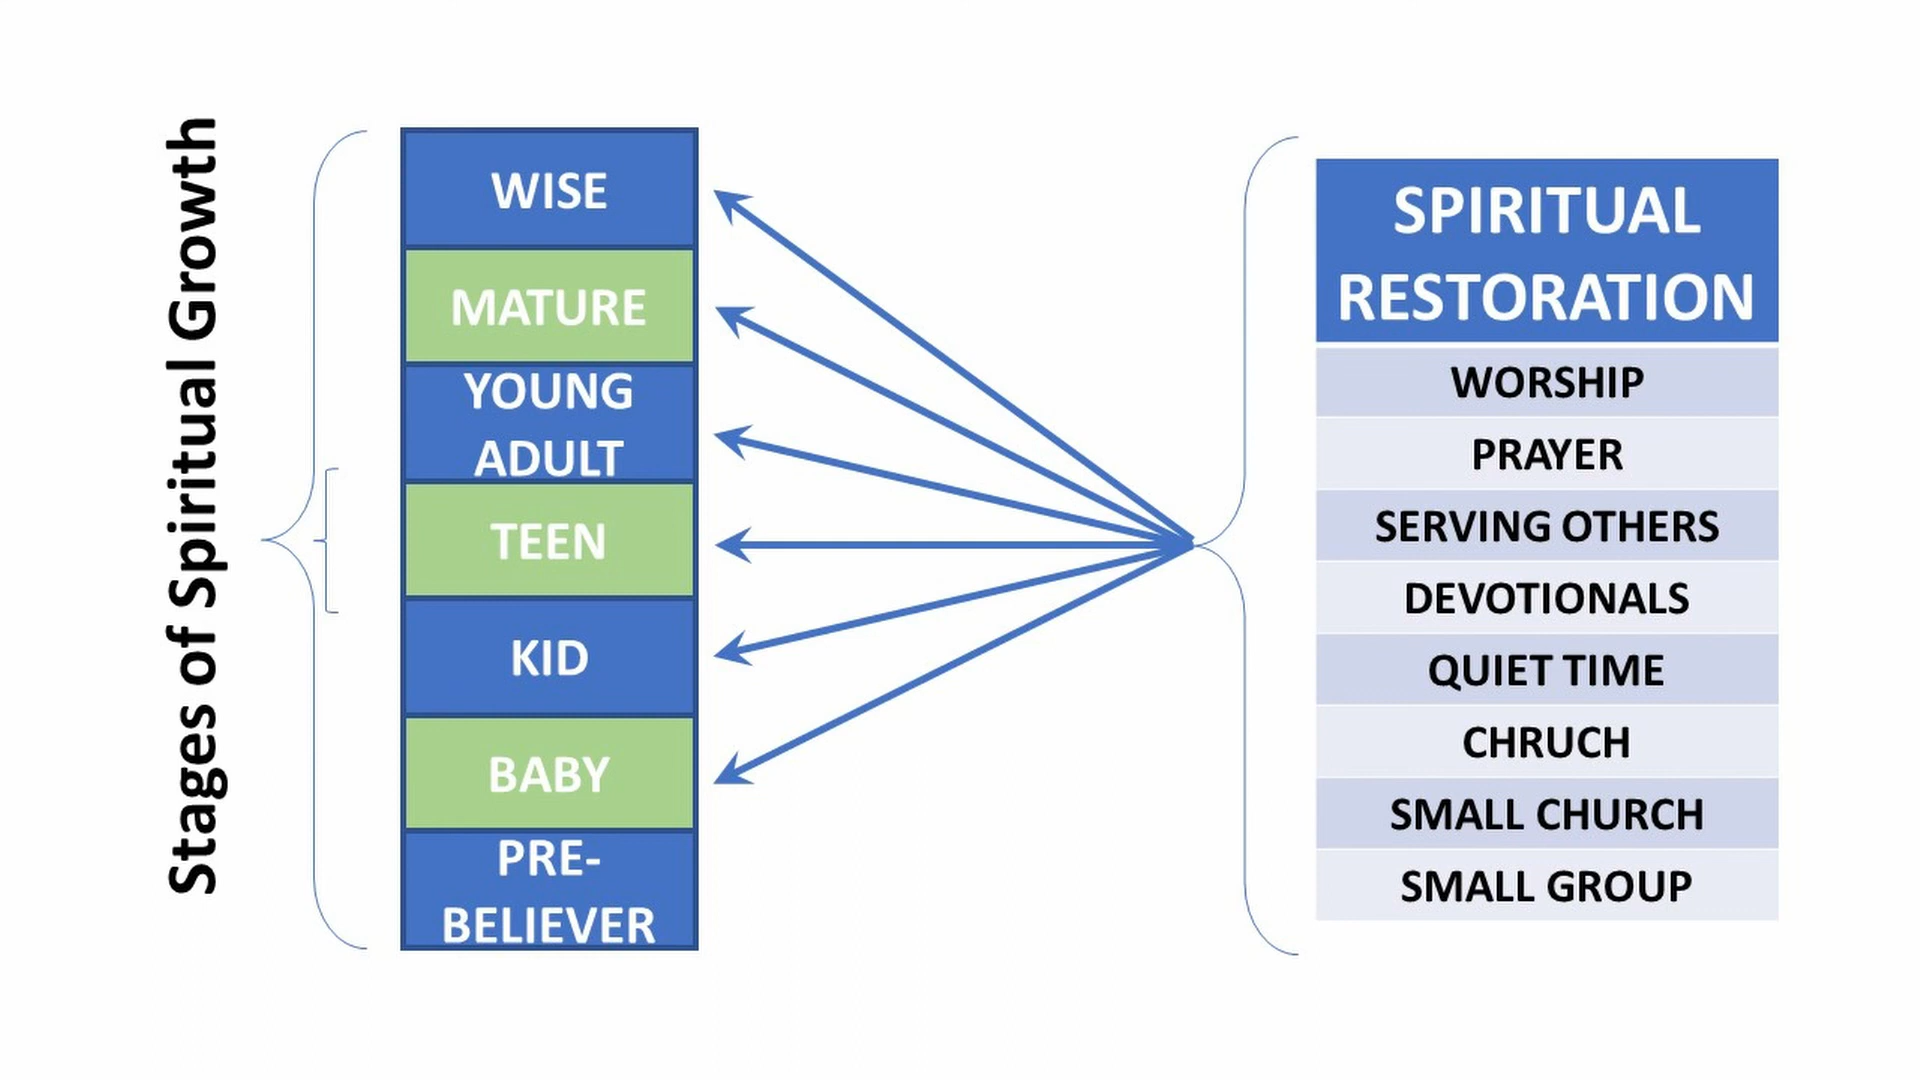 Stages of Spiritual Growth
WISE
MATURE
YOUNG
ADULT
TEEN
KID
BABY
PRE-
BELIEVER
SPIRITUAL
RESTORATION
WORSHIP
PRAYER
SERVING OTHERS
DEVOTIONALS
QUIET TIME
CHRUCH
SMALL CHURCH
SMALL GROUP